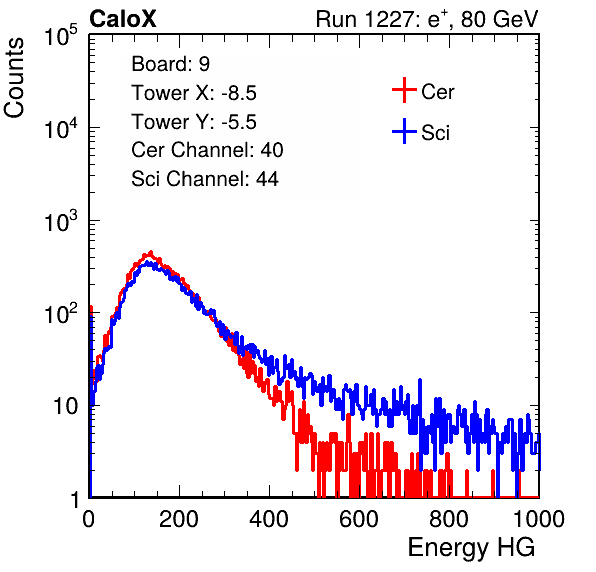 CaloX Run 1227: e⁺, 80 GeV
Counts
10⁵
10⁴
10³
10²
10
1
Board: 9
Tower X: -8.5
Tower Y: -5.5
Cer Channel: 40
Sci Channel: 44
Cer
Sci
0 200 400 600 800 1000
Energy HG